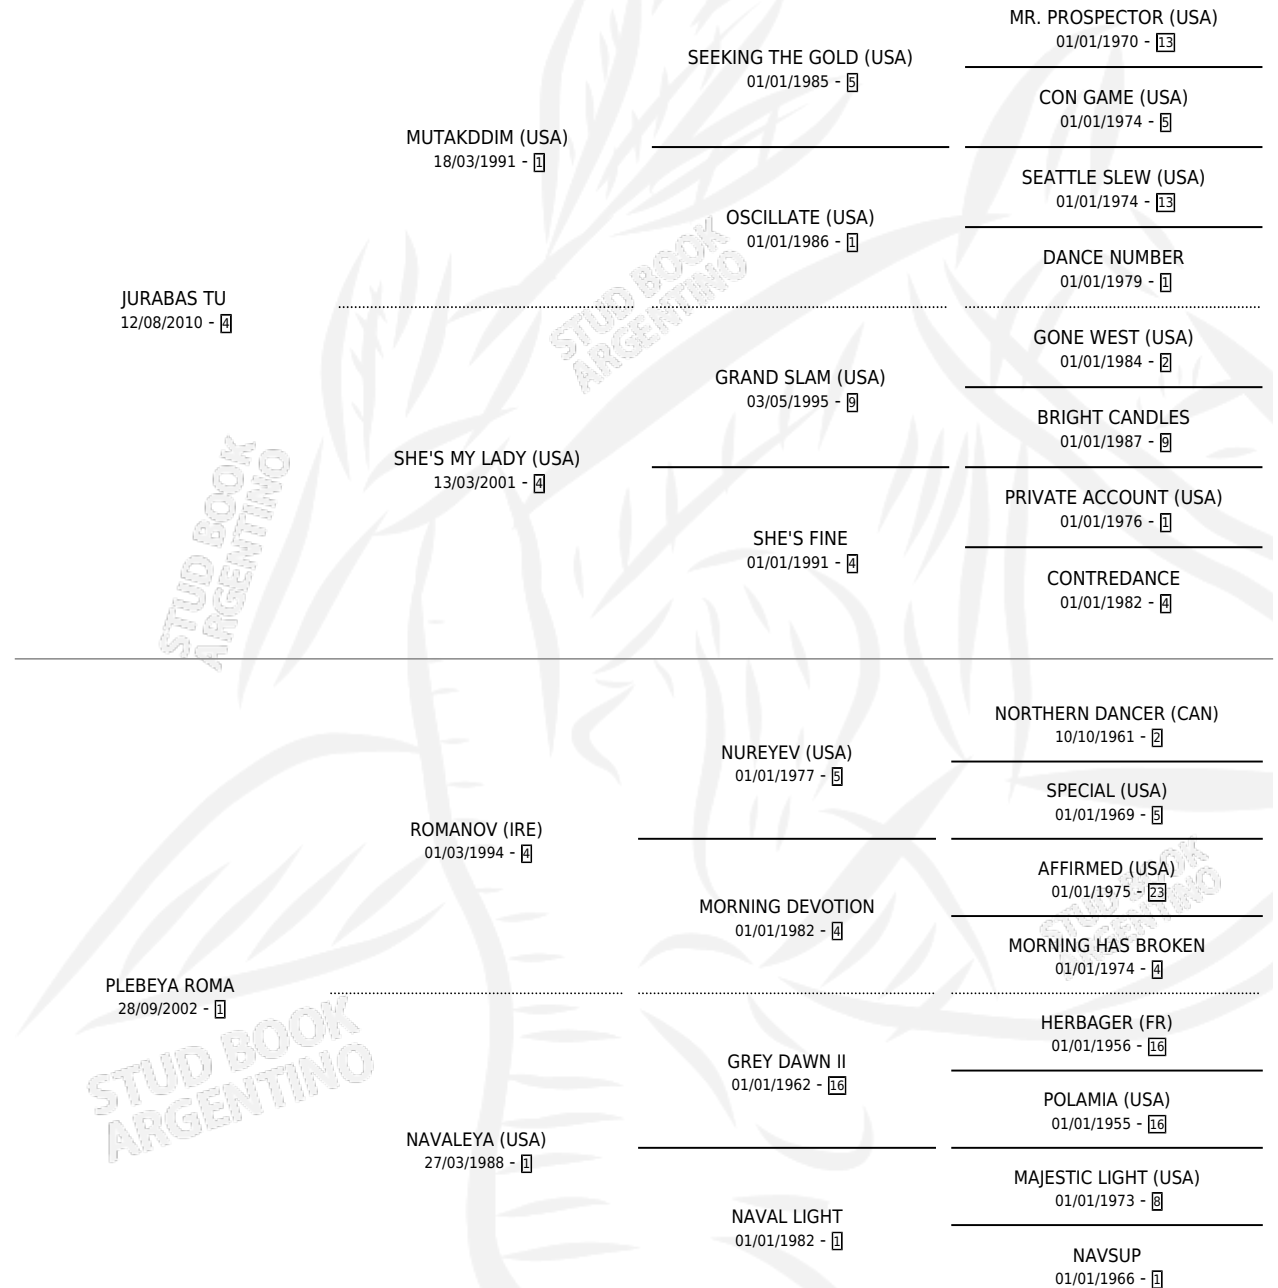 MR. PROSPECTOR (USA)
01/01/1970 - 13
SEEKING THE GOLD (USA)
01/01/1985 - 5
CON GAME (USA)
01/01/1974 - 5
MUTAKDDIM (USA)
18/03/1991 - 1
SEATTLE SLEW (USA)
01/01/1974 - 13
OSCILLATE (USA)
01/01/1986 - 1
DANCE NUMBER
01/01/1979 - 1
STUD BOOK
ARGENTINO
JURABAS TU
12/08/2010 - 4
GONE WEST (USA)
01/01/1984 - 2
GRAND SLAM (USA)
03/05/1995 - 9
BRIGHT CANDLES
01/01/1987 - 9
SHE'S MY LADY (USA)
13/03/2001 - 4
PRIVATE ACCOUNT (USA)
01/01/1976 - 1
SHE'S FINE
01/01/1991 - 4
CONTREDANCE
01/01/1982 - 4
STUD BOOK
ARGENTINO
NORTHERN DANCER (CAN)
10/10/1961 - 2
NUREYEV (USA)
01/01/1977 - 5
SPECIAL (USA)
01/01/1969 - 5
ROMANOV (IRE)
01/03/1994 - 4
AFFIRMED (USA)
01/01/1975 - 23
MORNING DEVOTION
01/01/1982 - 4
MORNING HAS BROKEN
01/01/1974 - 4
STUD BOOK
ARGENTINO
PLEBEYA ROMA
28/09/2002 - 1
HERBAGER (FR)
01/01/1956 - 16
GREY DAWN II
01/01/1962 - 16
POLAMIA (USA)
01/01/1955 - 16
STUD BOOK
ARGENTINO
NAVALEYA (USA)
27/03/1988 - 1
MAJESTIC LIGHT (USA)
01/01/1973 - 8
NAVAL LIGHT
01/01/1982 - 1
NAVSUP
01/01/1966 - 1